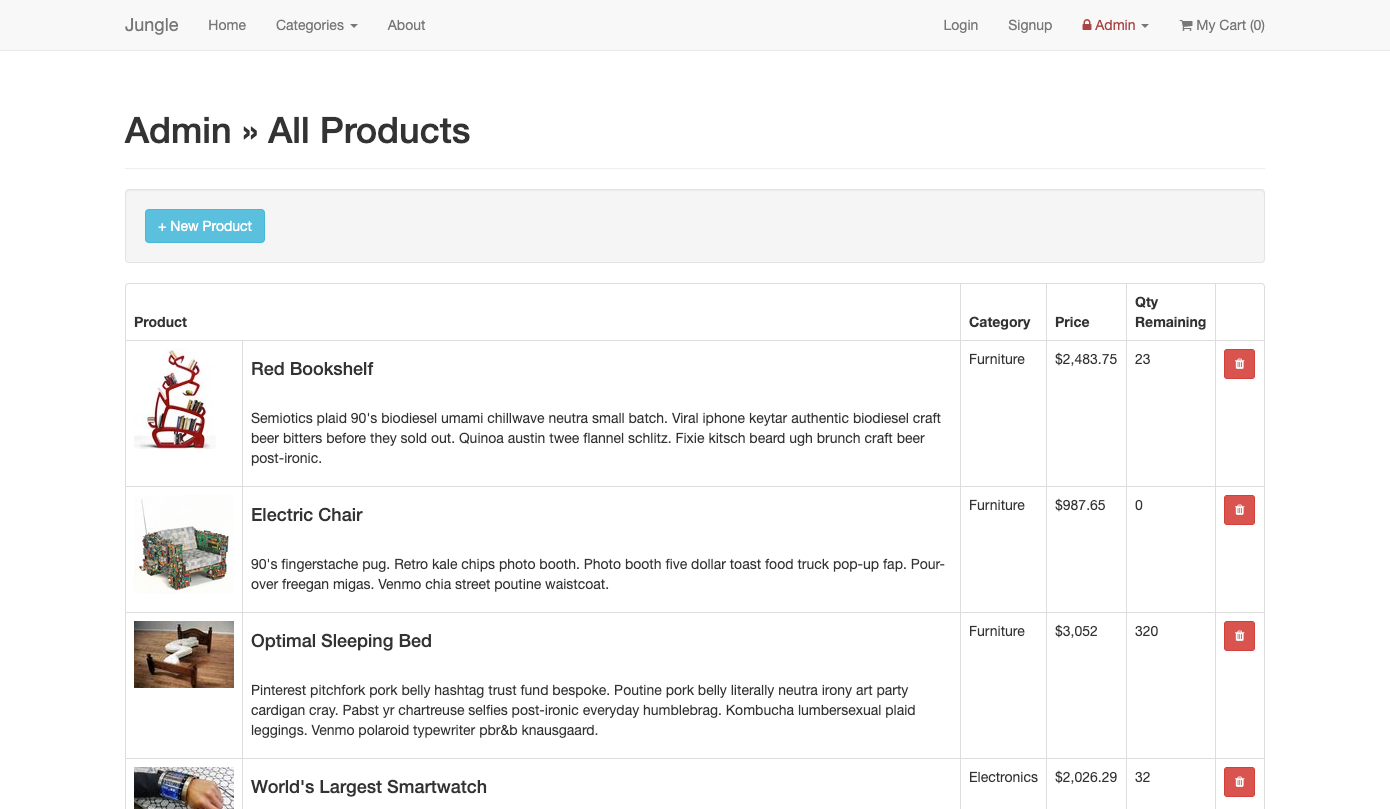 Jungle Home Categories About Login Signup Admin My Cart (0)
Admin » All Products
+ New Product
Product Category Price Qty Remaining
Red Bookshelf Furniture $2,483.75 23
Semiotics plaid 90's biodiesel umami chillwave neutra small batch. Viral iphone keytar authentic biodiesel craft
beer bitters before they sold out. Quinoa austin twee flannel schlitz. Fixie kitsch beard ugh brunch craft beer
post-ironic.
Electric Chair Furniture $987.65 0
90's fingerstache pug. Retro kale chips photo booth. Photo booth five dollar toast food truck pop-up fap. Pour-
over freegan migas. Venmo chia street poutine waistcoat.
Optimal Sleeping Bed Furniture $3,052 320
Pinterest pitchfork pork belly hashtag trust fund bespoke. Poutine pork belly literally neutra irony art party
cardigan cray. Pabst yr chartreuse selfies post-ironic everyday humblebrag. Kombucha lumbersexual plaid
leggings. Venmo polaroid typewriter pbr&b knausgaard.
World's Largest Smartwatch Electronics $2,026.29 32